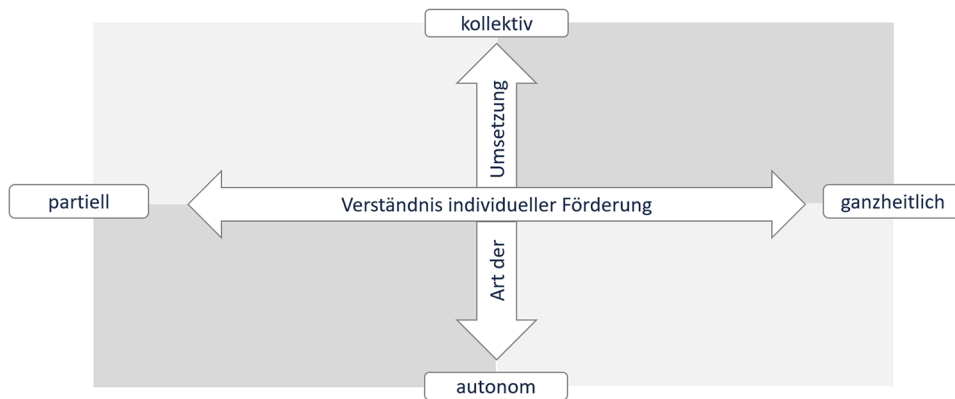 kollektiv
Art der Umsetzung
partiell
Verständnis individueller Förderung
ganzheitlich
autonom